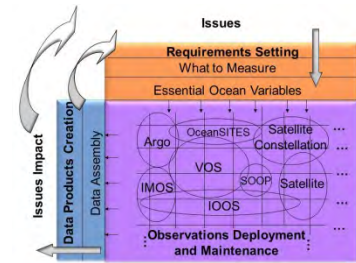 Issues
Requirements Setting
What to Measure
Essential Ocean Variables
Issues Impact
Data Products Creation
Data Assembly
Argo
OceanSITES
Satellite
Constellation
...
VOS
SOOP
IMOS
Satellite
...
IOOS
...
Observations Deployment
and Maintenance